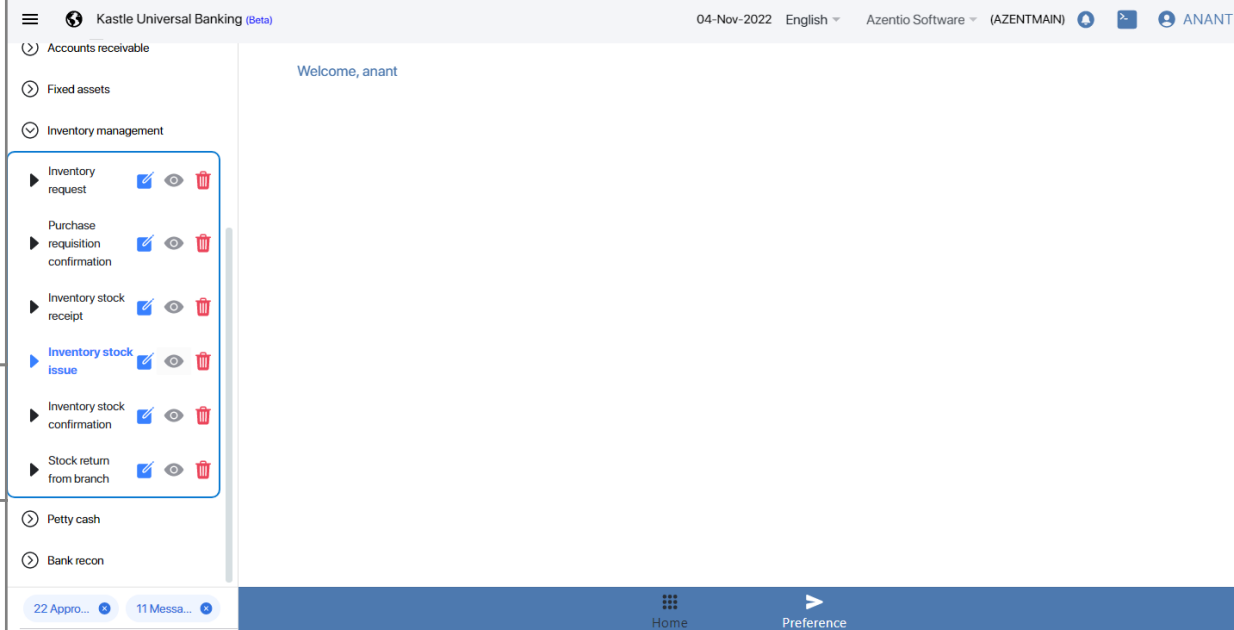 Kastle Universal Banking (Beta)
04-Nov-2022 English Azentio Software (AZENTMAIN) ANANT
Accounts receivable
Welcome, anant
Fixed assets
Inventory management
Inventory
request
Purchase
requisition
confirmation
Inventory stock
receipt
Inventory stock
issue
Inventory stock
confirmation
Stock return
from branch
Petty cash
Bank recon
22 Appro...
11 Messa...
Home
Preference